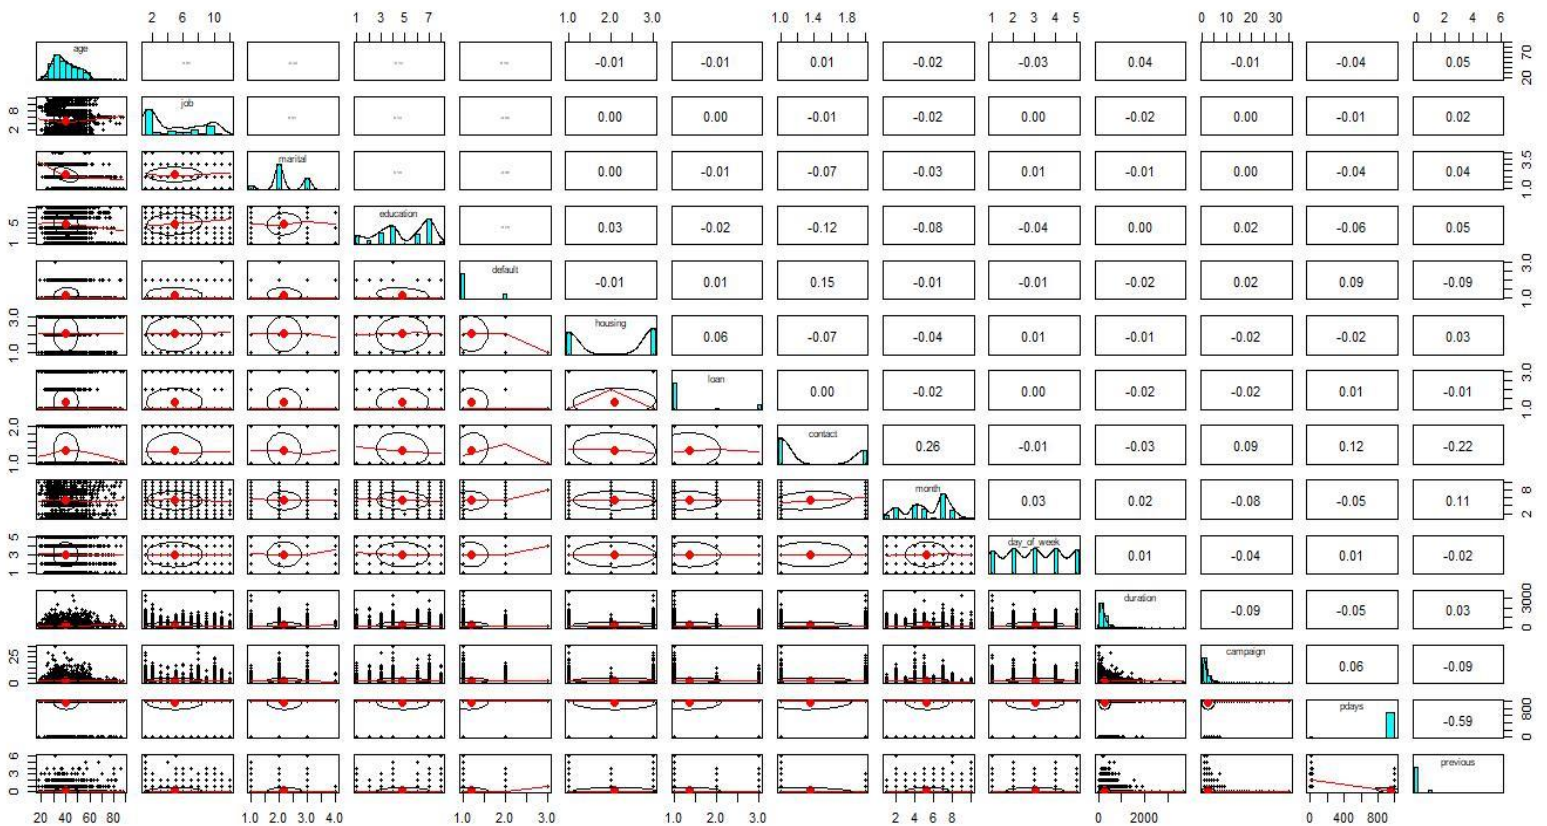 2 6 10 1 3 5 7 1.0 2.0 3.0 1.0 1.4 1.8 1 2 3 4 5 0 10 20 30 0 2 4 6
age -0.01 -0.01 0.01 -0.02 -0.03 0.04 -0.01 -0.04 0.05 20 70
2 8 job 0.00 0.00 -0.01 -0.02 0.00 -0.02 0.00 -0.01 0.02
marital 0.00 -0.01 -0.07 -0.03 0.01 -0.01 0.00 -0.04 0.04 1.0 3.5
1 5 education 0.03 -0.02 -0.12 -0.08 -0.04 0.00 0.02 -0.06 0.05
default -0.01 0.01 0.15 -0.01 -0.01 -0.02 0.02 0.09 -0.09 1.0 3.0
1.0 3.0 housing 0.06 -0.07 -0.04 0.01 -0.01 -0.02 -0.02 0.03
loan 0.00 -0.02 0.00 -0.02 -0.02 0.01 -0.01 1.0 3.0
1.0 2.0 contact 0.26 -0.01 -0.03 0.09 0.12 -0.22
month 0.03 0.02 -0.08 -0.05 0.11 2 8
1 3 5 day_of_week 0.01 -0.04 0.01 -0.02
duration -0.09 -0.05 0.03 0 3000
0 25 campaign 0.06 -0.09
pdays -0.59 0 800
0 3 6 previous
20 40 60 80 1.0 2.0 3.0 4.0 1.0 2.0 3.0 1.0 2.0 3.0 2 4 6 8 0 2000 0 400 800